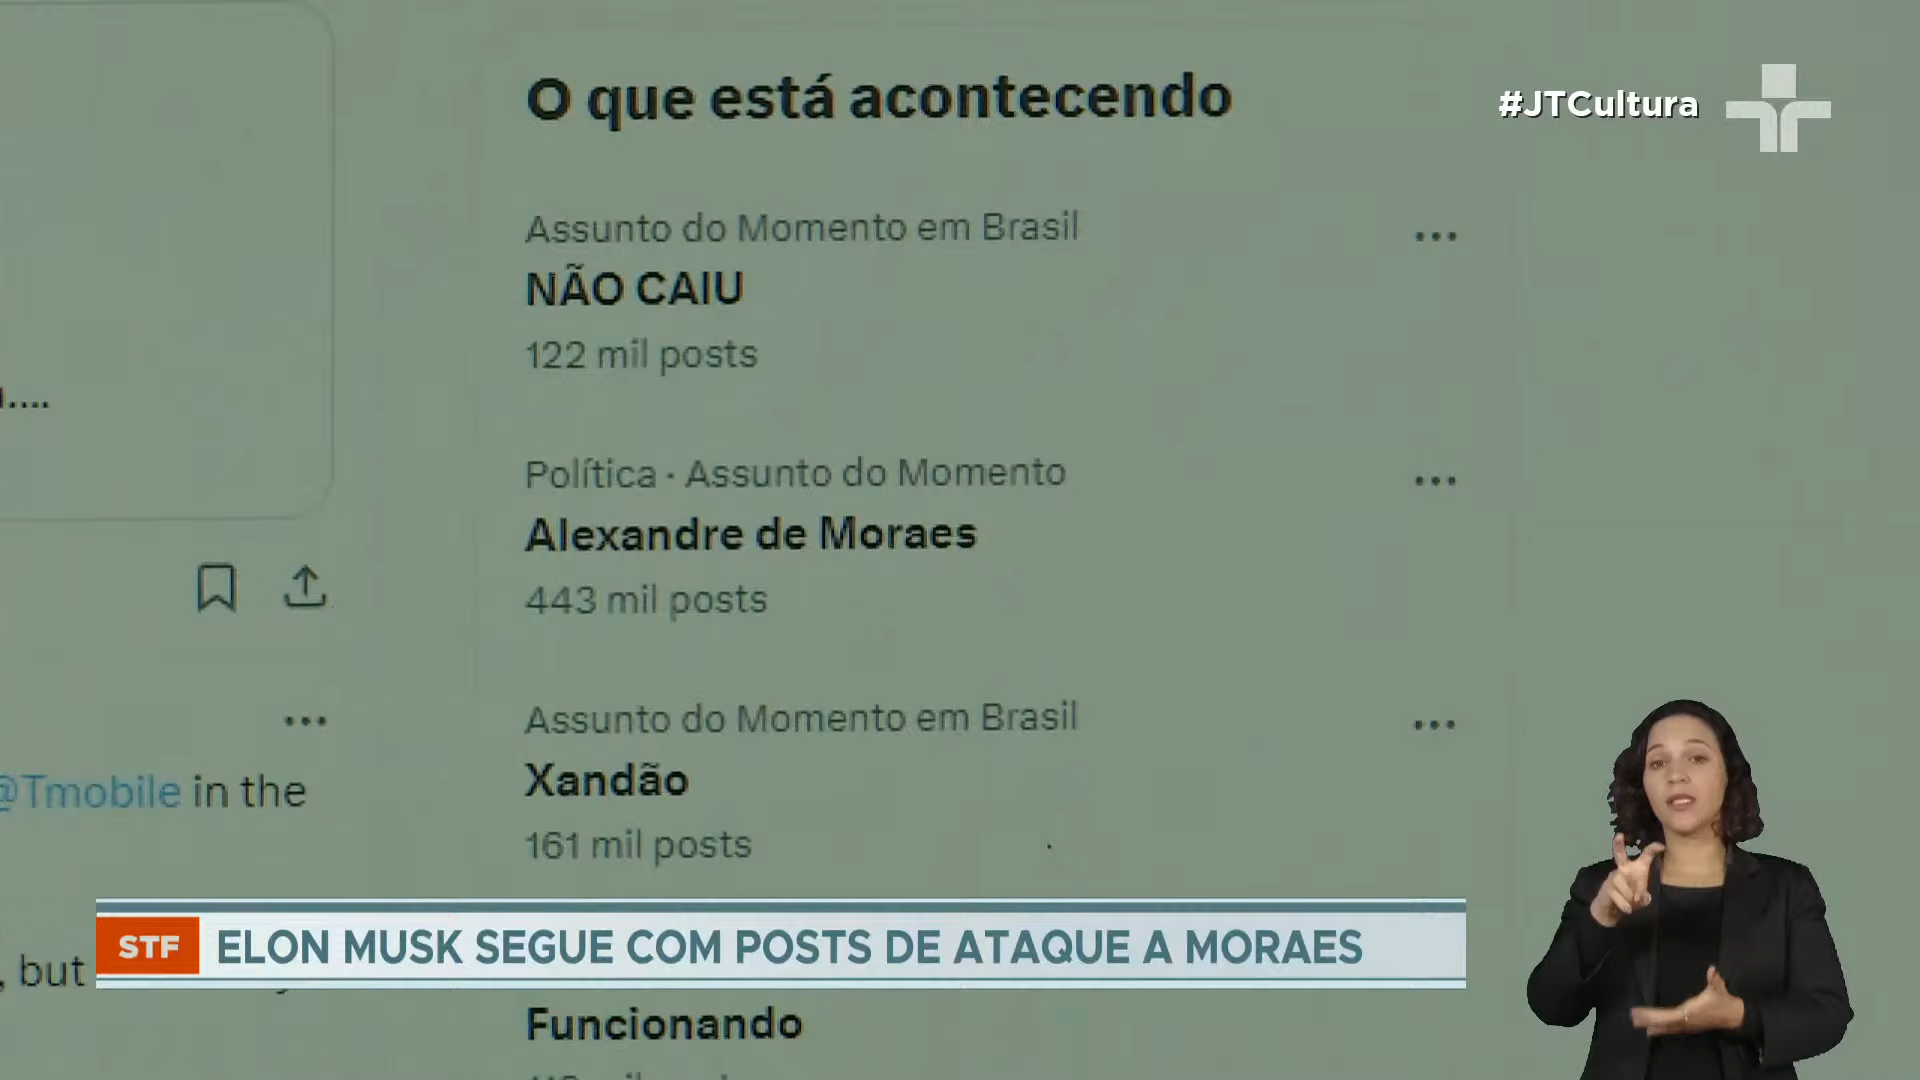 O que está acontecendo
#JTCultura
Assunto do Momento em Brasil
NÃO CAIU
122 mil posts
Política · Assunto do Momento
Alexandre de Moraes
443 mil posts
Assunto do Momento em Brasil
Xandão
161 mil posts
@Tmobile in the
, but
STF ELON MUSK SEGUE COM POSTS DE ATAQUE A MORAES
Funcionando